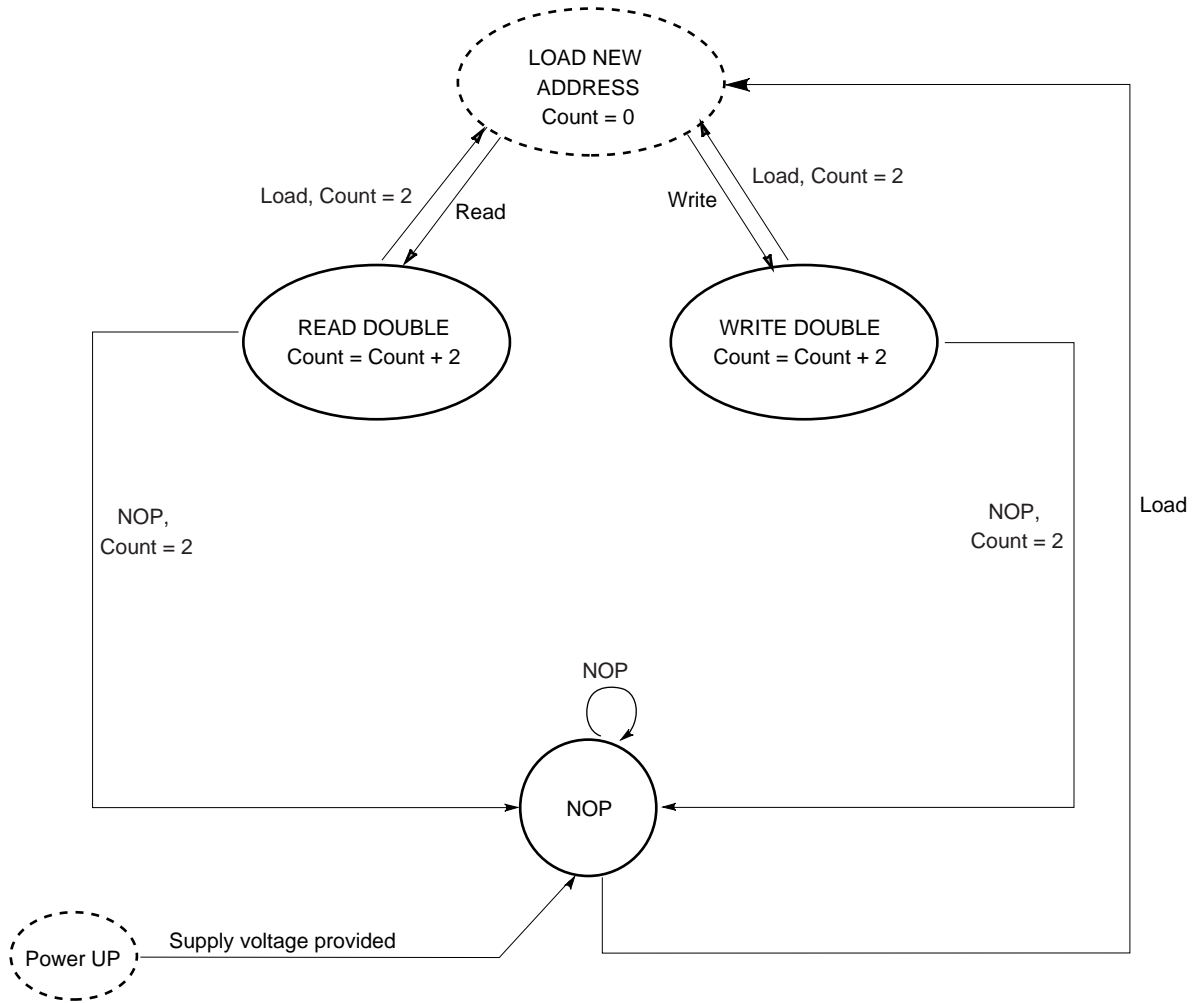 LOAD NEW
ADDRESS
Count = 0
Load, Count = 2
Read
Write
Load, Count = 2
READ DOUBLE
Count = Count + 2
WRITE DOUBLE
Count = Count + 2
NOP,
Count = 2
NOP,
Count = 2
Load
NOP
NOP
Supply voltage provided
Power UP